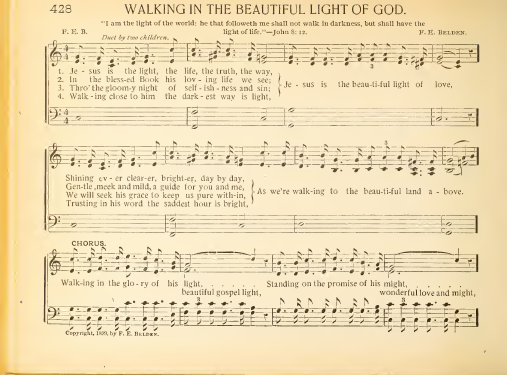 428
WALKING IN THE BEAUTIFUL LIGHT OF GOD.
"I am the light of the world: he that followeth me shall not walk in darkness, but shall have the
light of life."—John 8: 12.
F. E. B.
Duet by two children.
F. E. BELDEN.
1. Je - sus is the light, the life, the truth, the way,
2. In the bless-ed Book his lov - ing life we see;
3. Thro' the gloom-y night of self - ish - ness and sin;
4. Walk - ing close to him the dark - est way is light,
Je - sus is the beau-ti-ful light of love,
Shining ev - er clear-er, bright-er, day by day,
Gen-tle, meek and mild, a guide for you and me,
We will seek his grace to keep us pure with-in,
Trusting in his word the saddest hour is bright,
As we're walk-ing to the beau-ti-ful land a - bove.
CHORUS.
Walk-ing in the glo - ry of his light, . . . . . Standing on the promise of his might, . . . . .
beautiful gospel light, wonderful love and might,
Copyright, by F. E. BELDEN.